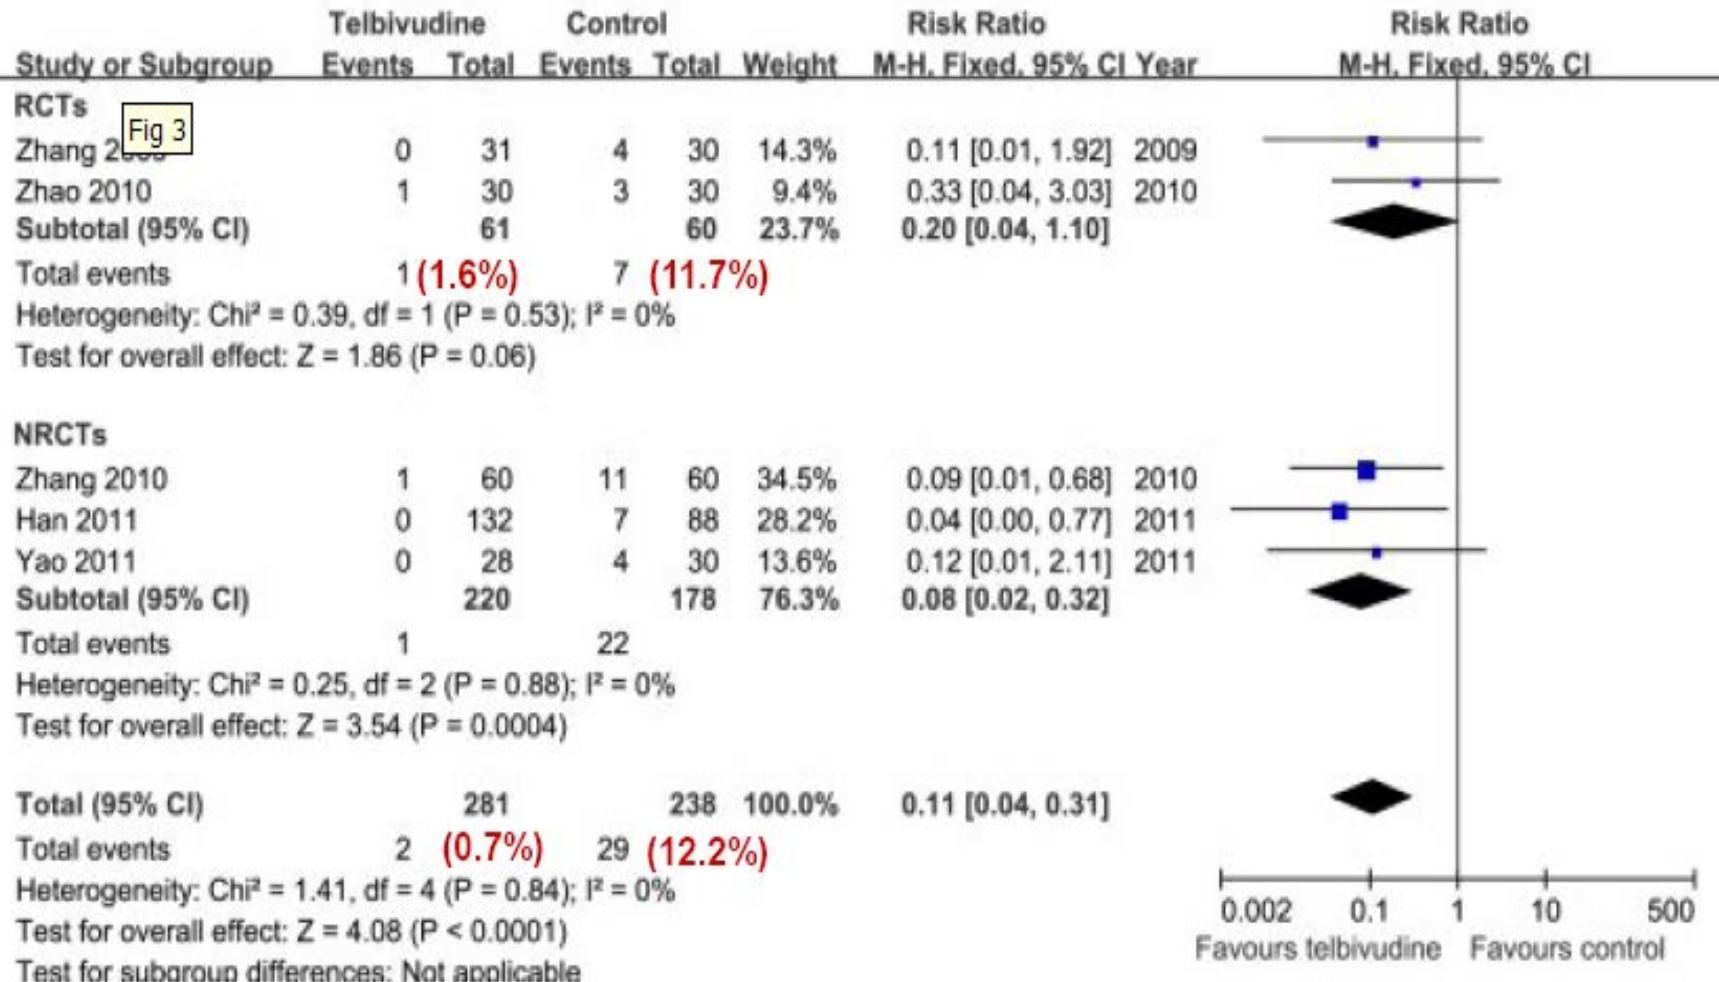 Telbivudine Control Risk Ratio Risk Ratio
Study or Subgroup Events Total Events Total Weight M-H. Fixed. 95% CI Year M-H. Fixed. 95% CI
RCTs
Fig 3
Zhang 0 31 4 30 14.3% 0.11 [0.01, 1.92] 2009
Zhao 2010 1 30 3 30 9.4% 0.33 [0.04, 3.03] 2010
Subtotal (95% CI) 61 60 23.7% 0.20 [0.04, 1.10]
Total events 1 (1.6%) 7 (11.7%)
Heterogeneity: Chi² = 0.39, df = 1 (P = 0.53); I² = 0%
Test for overall effect: Z = 1.86 (P = 0.06)
NRCTs
Zhang 2010 1 60 11 60 34.5% 0.09 [0.01, 0.68] 2010
Han 2011 0 132 7 88 28.2% 0.04 [0.00, 0.77] 2011
Yao 2011 0 28 4 30 13.6% 0.12 [0.01, 2.11] 2011
Subtotal (95% CI) 220 178 76.3% 0.08 [0.02, 0.32]
Total events 1 22
Heterogeneity: Chi² = 0.25, df = 2 (P = 0.88); I² = 0%
Test for overall effect: Z = 3.54 (P = 0.0004)
Total (95% CI) 281 238 100.0% 0.11 [0.04, 0.31]
Total events 2 (0.7%) 29 (12.2%)
Heterogeneity: Chi² = 1.41, df = 4 (P = 0.84); I² = 0%
Test for overall effect: Z = 4.08 (P < 0.0001)
Test for subgroup differences: Not applicable
0.002 0.1 1 10 500
Favours telbivudine Favours control